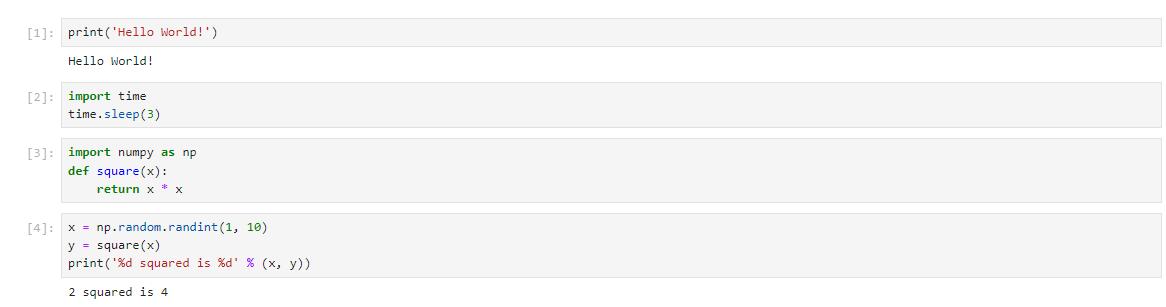 [1]: print('Hello World!')
Hello World!
[2]: import time
time.sleep(3)
[3]: import numpy as np
def square(x):
    return x * x
[4]: x = np.random.randint(1, 10)
y = square(x)
print('%d squared is %d' % (x, y))
2 squared is 4